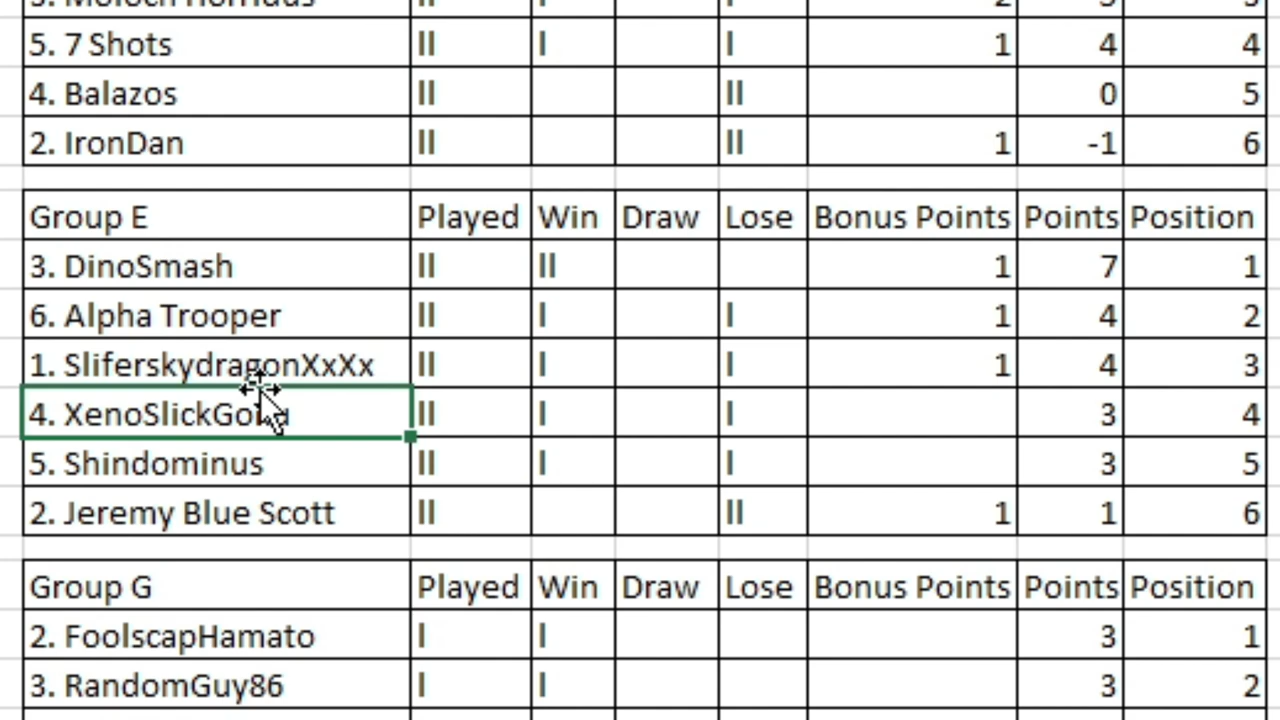 5. 7 Shots II I I 1 4 4
4. Balazos II II 0 5
2. IronDan II II 1 -1 6
Group E Played Win Draw Lose Bonus Points Points Position
3. DinoSmash II II 1 7 1
6. Alpha Trooper II I I 1 4 2
1. SliferskydragonXxXx II I I 1 4 3
4. II I I 3 4
5. Shindominus II I I 3 5
2. Jeremy Blue Scott II II 1 1 6
Group G Played Win Draw Lose Bonus Points Points Position
2. FoolscapHamato I I 3 1
3. RandomGuy86 I I 3 2